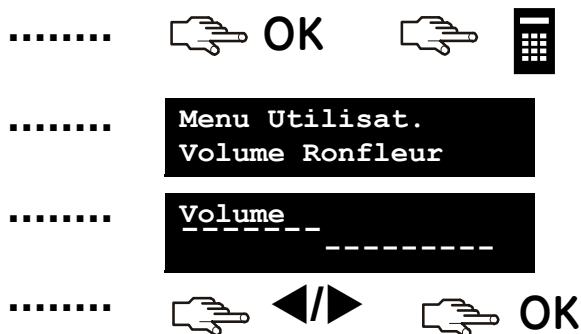 ........ OK
........ Menu Utilisat.
Volume Ronfleur
........ Volume
-------
---------
........ ◀/▶ OK